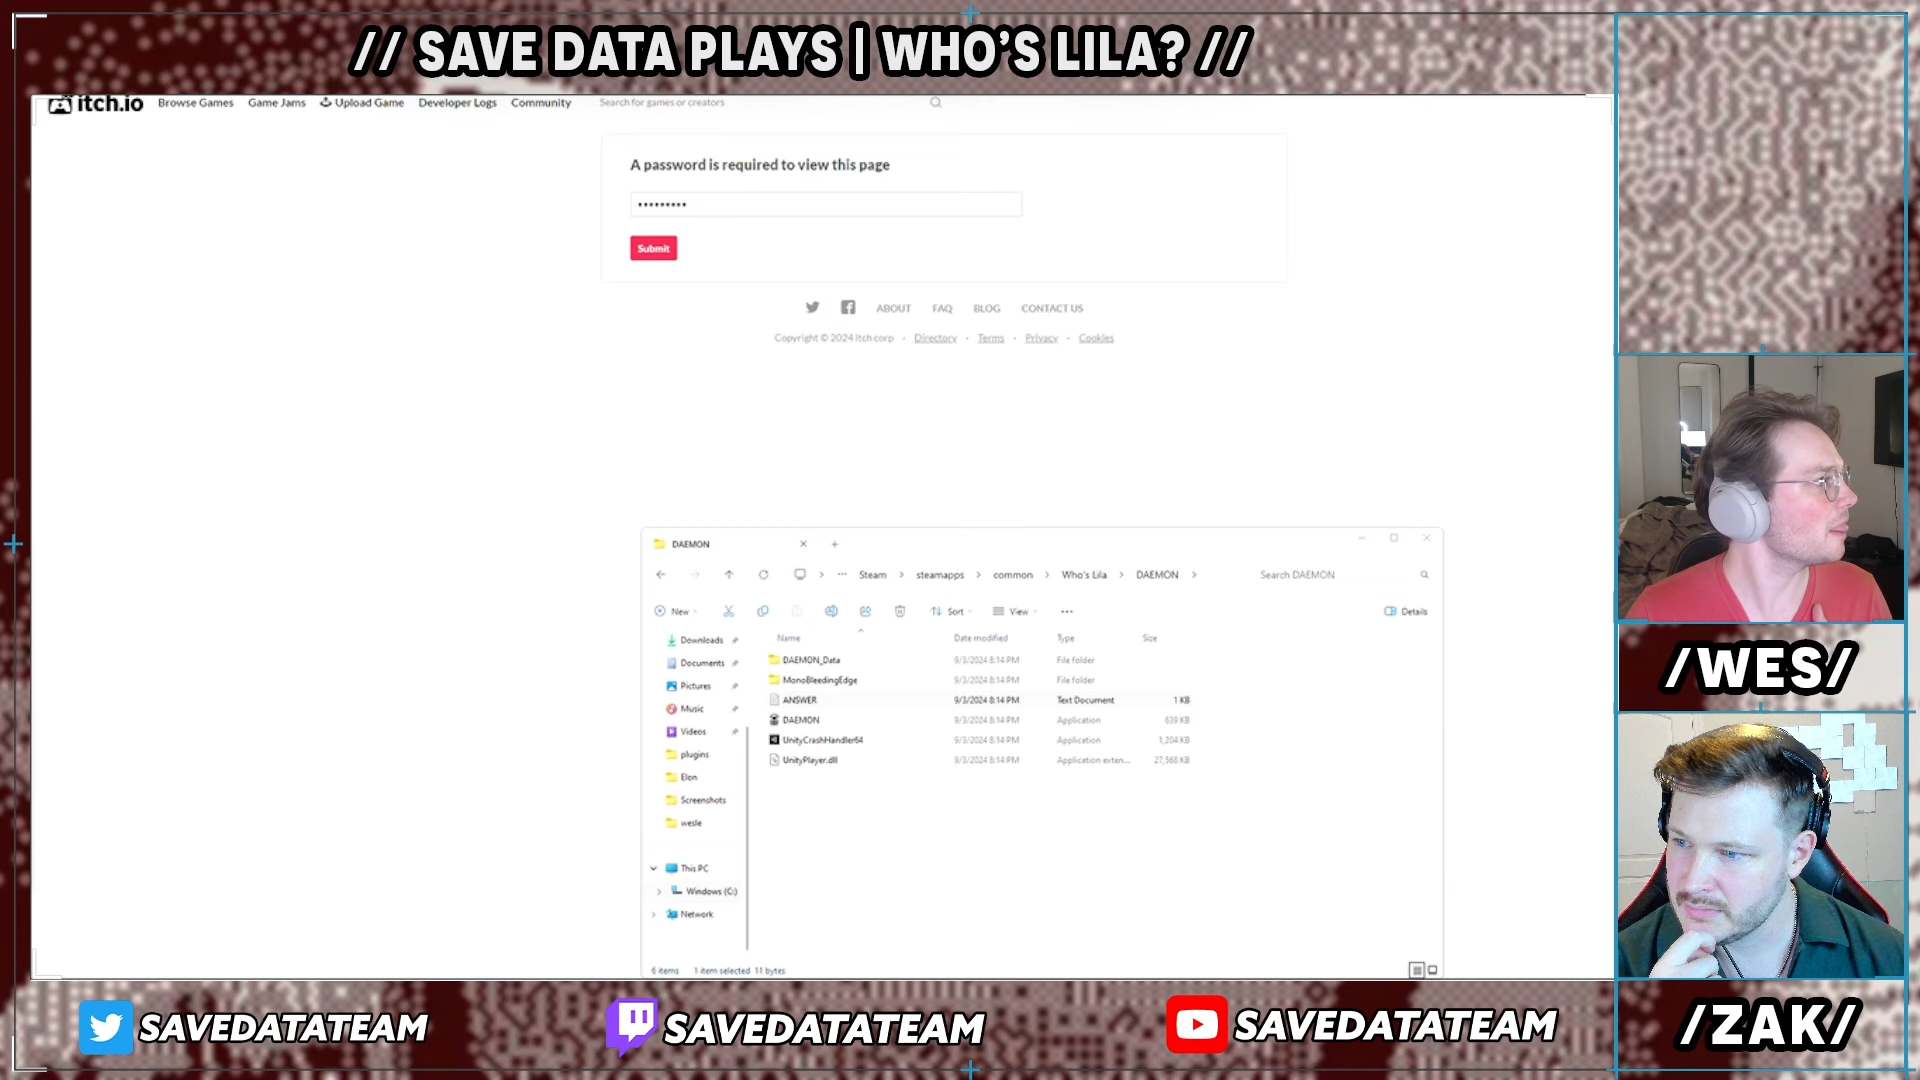 // SAVE DATA PLAYS | WHO'S LILA? //
itch.io Browse Games Game Jams Upload Game Developer Logs Community Search for games or creators
A password is required to view this page
•••••••••
Submit
ABOUT FAQ BLOG CONTACT US
Copyright © 2024 itch corp · Directory · Terms · Privacy · Cookies
DAEMON
... Steam > steamapps > common > Who's Lila > DAEMON > Search DAEMON
New Sort View ... Details
Name Date modified Type Size
Downloads
Documents
Pictures
Music
Videos
plugins
Elon
Screenshots
wesle
This PC
Windows (C:)
Network
DAEMON_Data 9/3/2024 8:14 PM File folder
MonoBleedingEdge 9/3/2024 8:14 PM File folder
ANSWER 9/3/2024 8:14 PM Text Document 1 KB
DAEMON 9/3/2024 8:14 PM Application 639 KB
UnityCrashHandler64 9/3/2024 8:14 PM Application 1,204 KB
UnityPlayer.dll 9/3/2024 8:14 PM Application exten... 27,568 KB
6 items 1 item selected 11 bytes
/WES/
/ZAK/
SAVEDATATEAM
SAVEDATATEAM
SAVEDATATEAM